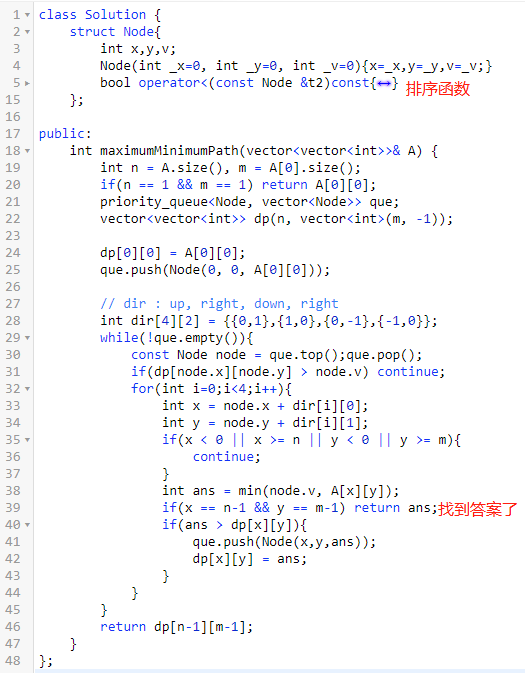 1 class Solution {
2 struct Node{
3 int x,y,v;
4 Node(int _x=0, int _y=0, int _v=0){x=_x,y=_y,v=_v;}
5 bool operator<(const Node &t2)const{↔} 排序函数
15 };
16
17 public:
18 int maximumMinimumPath(vector<vector<int>>& A) {
19 int n = A.size(), m = A[0].size();
20 if(n == 1 && m == 1) return A[0][0];
21 priority_queue<Node, vector<Node>> que;
22 vector<vector<int>> dp(n, vector<int>(m, -1));
23
24 dp[0][0] = A[0][0];
25 que.push(Node(0, 0, A[0][0]));
26
27 // dir : up, right, down, right
28 int dir[4][2] = {{0,1},{1,0},{0,-1},{-1,0}};
29 while(!que.empty()){
30 const Node node = que.top();que.pop();
31 if(dp[node.x][node.y] > node.v) continue;
32 for(int i=0;i<4;i++){
33 int x = node.x + dir[i][0];
34 int y = node.y + dir[i][1];
35 if(x < 0 || x >= n || y < 0 || y >= m){
36 continue;
37 }
38 int ans = min(node.v, A[x][y]);
39 if(x == n-1 && y == m-1) return ans;找到答案了
40 if(ans > dp[x][y]){
41 que.push(Node(x,y,ans));
42 dp[x][y] = ans;
43 }
44 }
45 }
46 return dp[n-1][m-1];
47 }
48 };